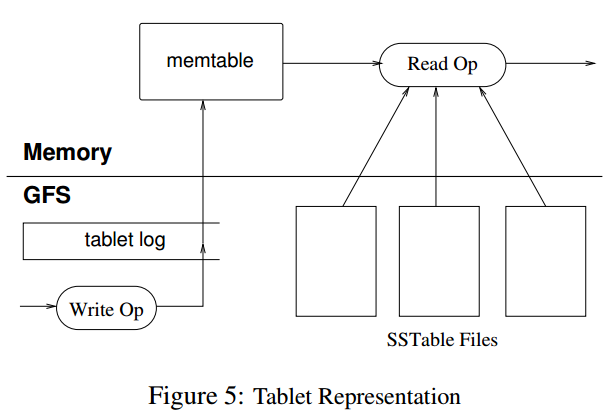 memtable
Read Op
Memory
GFS
tablet log
Write Op
SSTable Files
Figure 5: Tablet Representation